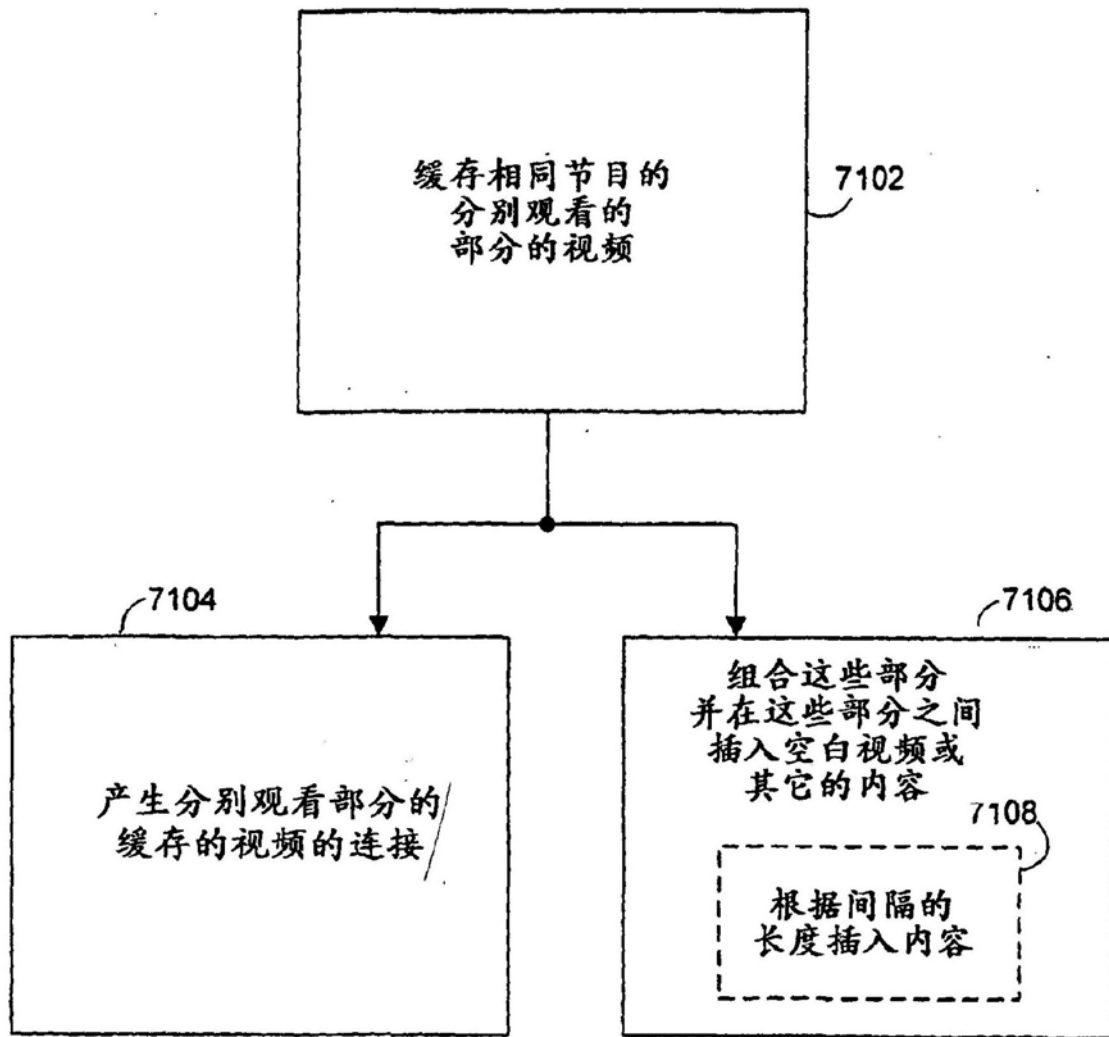 缓存相同节目的
分别观看的
部分的视频
7102
7104
产生分别观看部分的
缓存的视频的连接
7106
组合这些部分
并在这些部分之间
插入空白视频或
其它的内容
7108
根据间隔的
长度插入内容